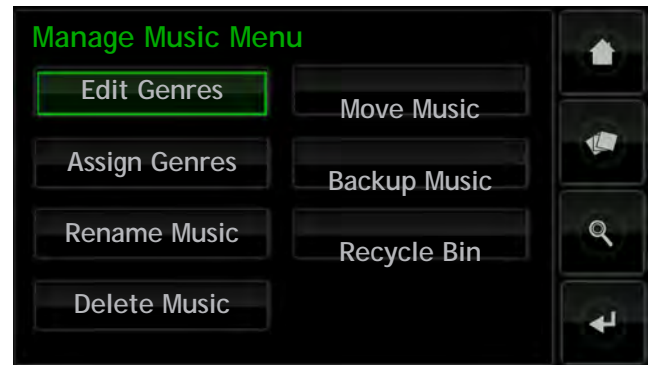 Manage Music Menu
Edit Genres
Move Music
Assign Genres
Backup Music
Rename Music
Recycle Bin
Delete Music